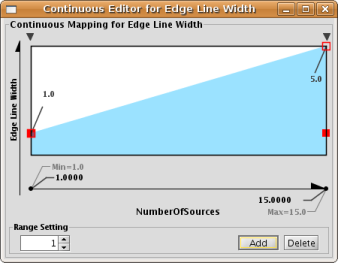 Continuous Editor for Edge Line Width
Continuous Mapping for Edge Line Width
Edge Line Width
5.0
1.0
Min=1.0
1.0000
15.0000
NumberOfSources
Max=15.0
Range Setting
1
Add
Delete